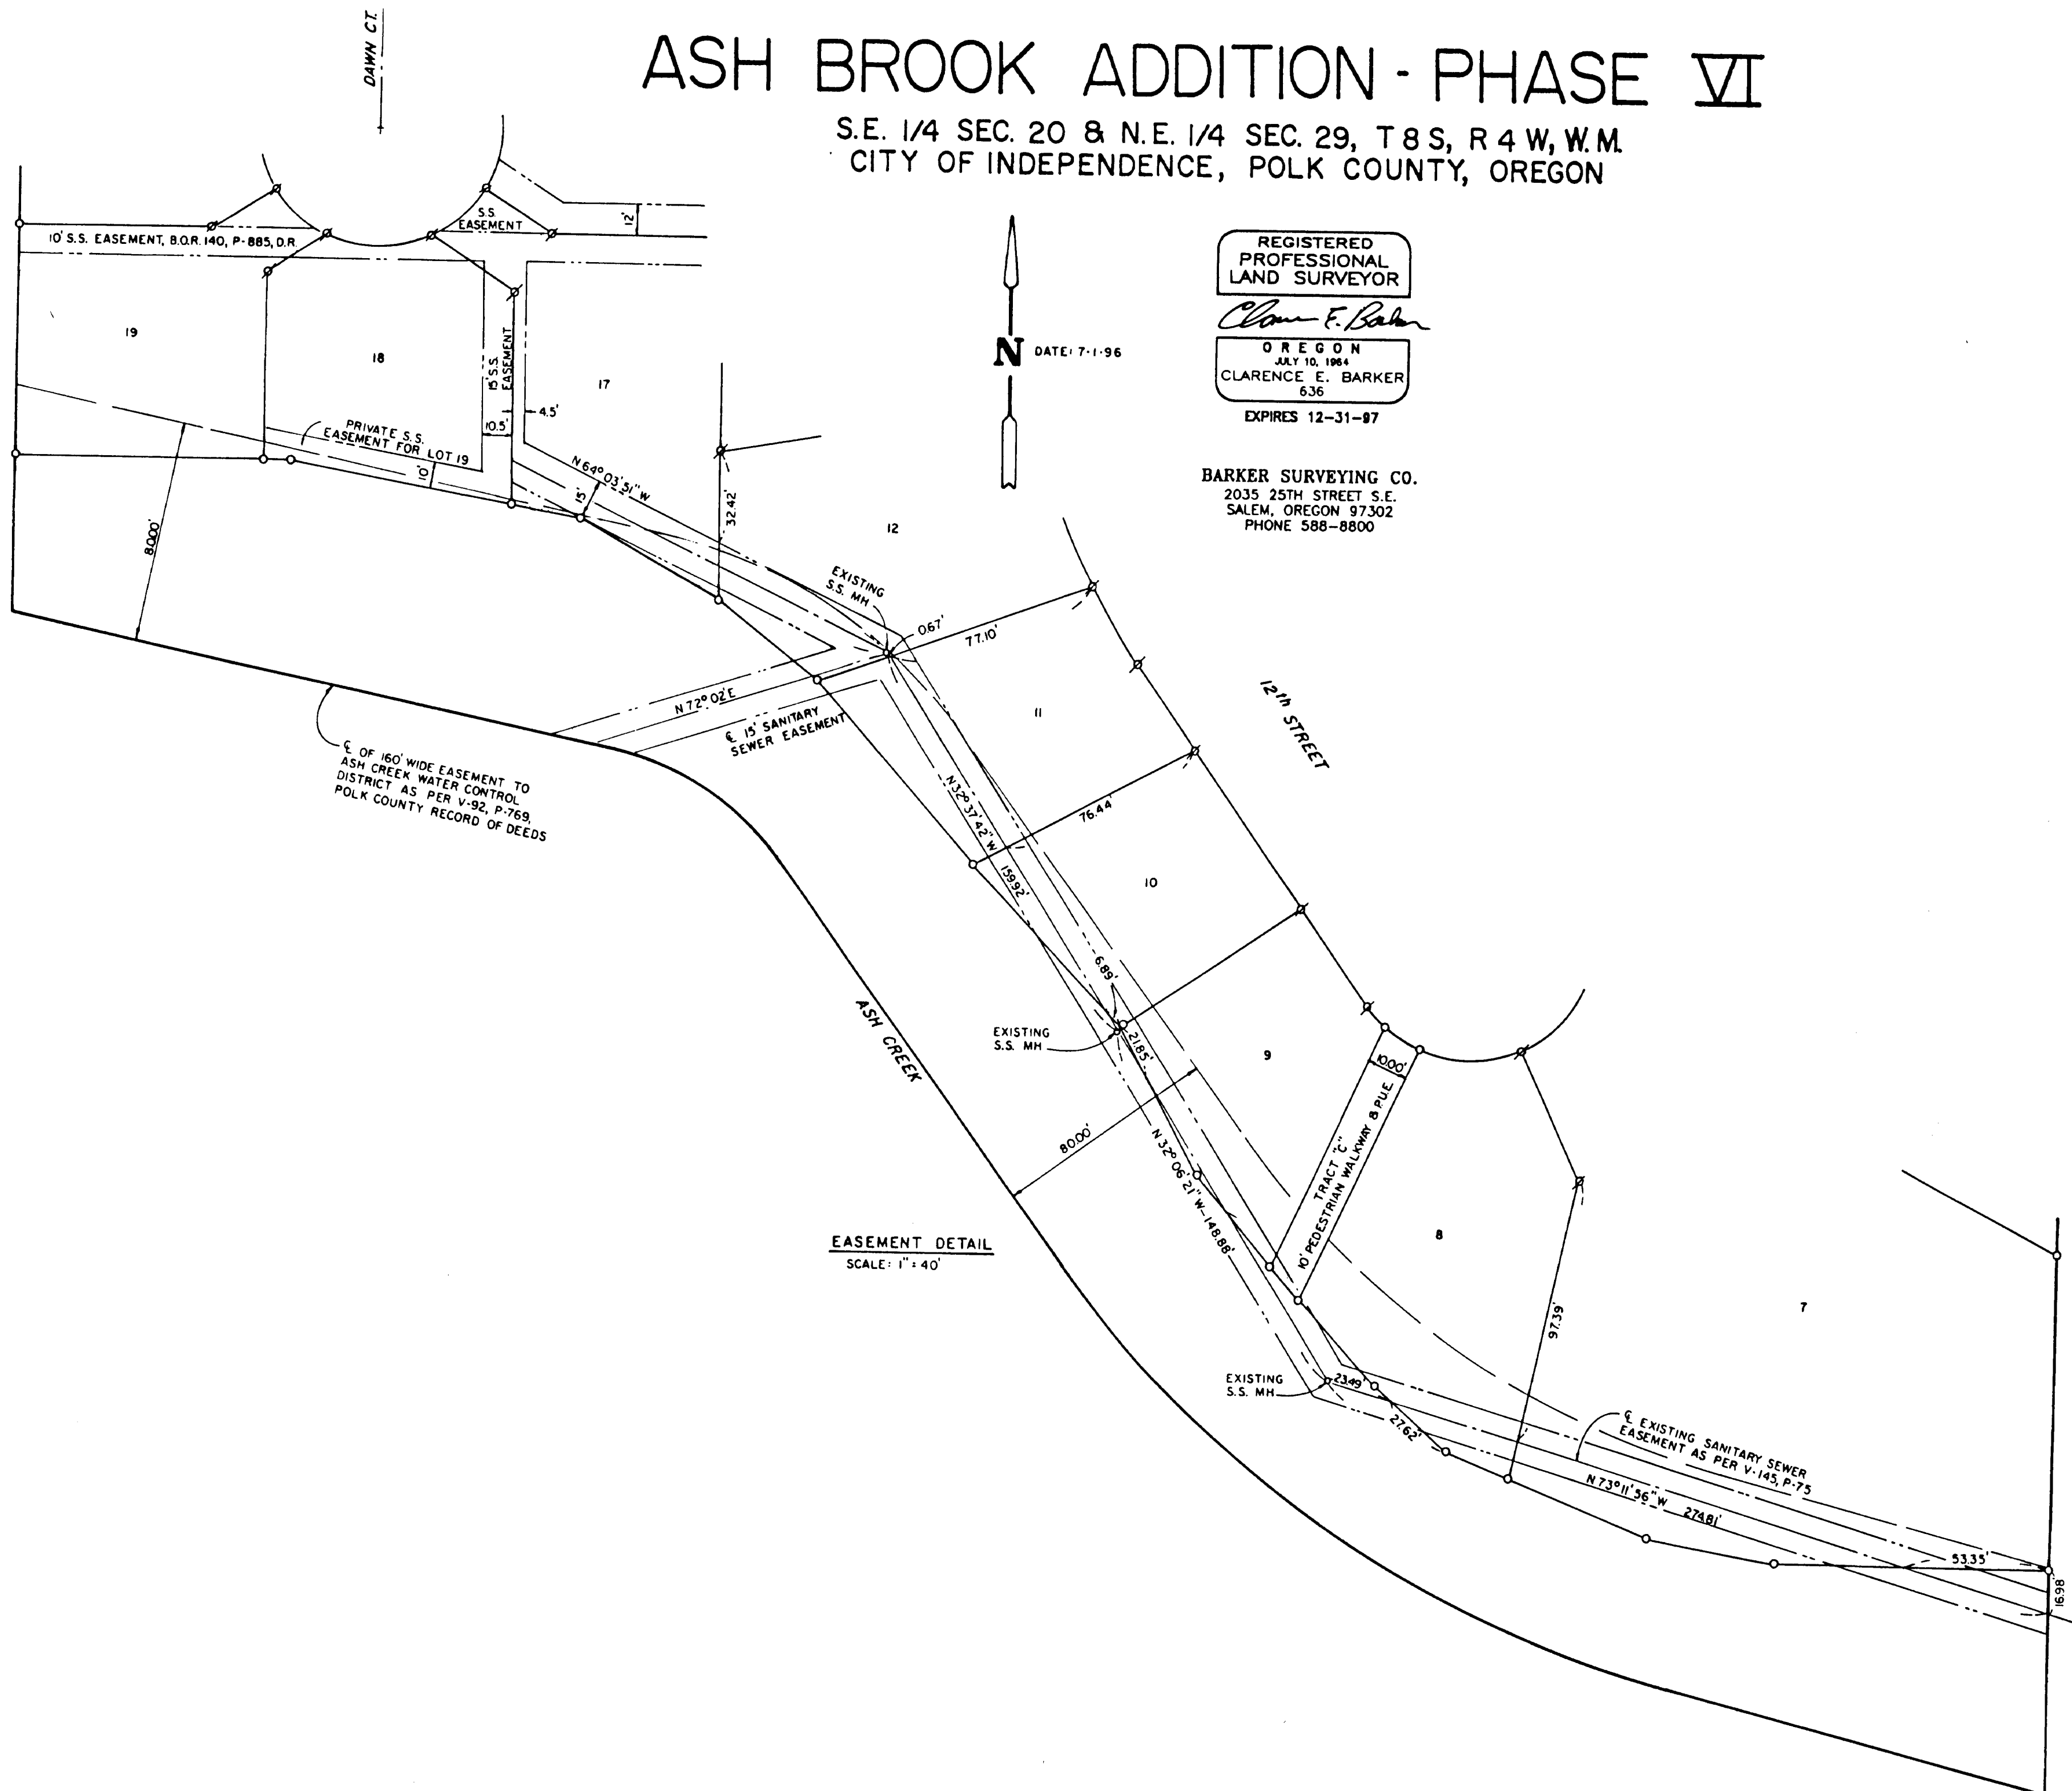 ASH BROOK ADDITION - PHASE VI
S.E. 1/4 SEC. 20 & N.E. 1/4 SEC. 29, T 8 S, R 4 W, W.M.
CITY OF INDEPENDENCE, POLK COUNTY, OREGON
DAWN CT.
S.S.
EASEMENT
12'
10' S.S. EASEMENT, B.O.R. 140, P-885, D.R.
19
18
15' S.S.
EASEMENT
17
4.5'
10.5'
PRIVATE S.S.
EASEMENT FOR LOT 19
10'
N 64° 03' 51" W
15'
32.42'
80.00'
N DATE: 7-1-96
REGISTERED
PROFESSIONAL
LAND SURVEYOR
Clarence E. Barker
OREGON
JULY 10, 1964
CLARENCE E. BARKER
636
EXPIRES 12-31-97
BARKER SURVEYING CO.
2035 25TH STREET S.E.
SALEM, OREGON 97302
PHONE 588-8800
12
EXISTING
S.S. MH
0.67'
77.10'
11
12th STREET
N 72° 02' E
℄ 15' SANITARY
SEWER EASEMENT
℄ OF 160' WIDE EASEMENT TO
ASH CREEK WATER CONTROL
DISTRICT AS PER V-92, P-769,
POLK COUNTY RECORD OF DEEDS
N 32° 37' 42" W 159.92'
76.44'
10
6.89'
ASH CREEK
EXISTING
S.S. MH
21.85'
9
10.00'
80.00'
TRACT "C"
10' PEDESTRIAN WALKWAY & P.U.E.
N 32° 06' 21" W - 148.88'
8
EASEMENT DETAIL
SCALE: 1" = 40'
97.39'
7
EXISTING
S.S. MH
23.49'
27.62'
℄ EXISTING SANITARY SEWER
EASEMENT AS PER V-145, P-75
N 73° 11' 56" W 274.81'
53.35'
16.98'